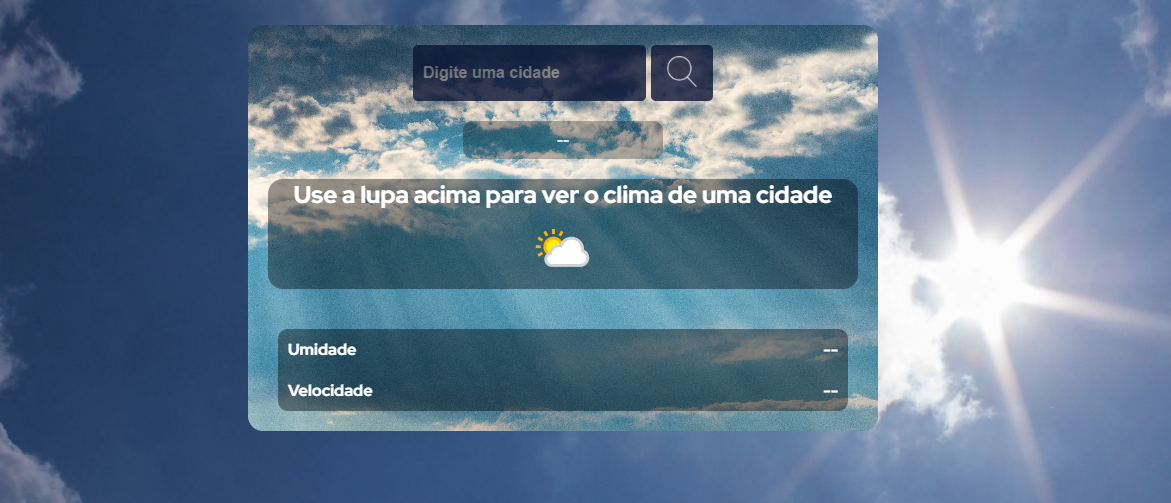 Digite uma cidade
--
Use a lupa acima para ver o clima de uma cidade
Umidade --
Velocidade --